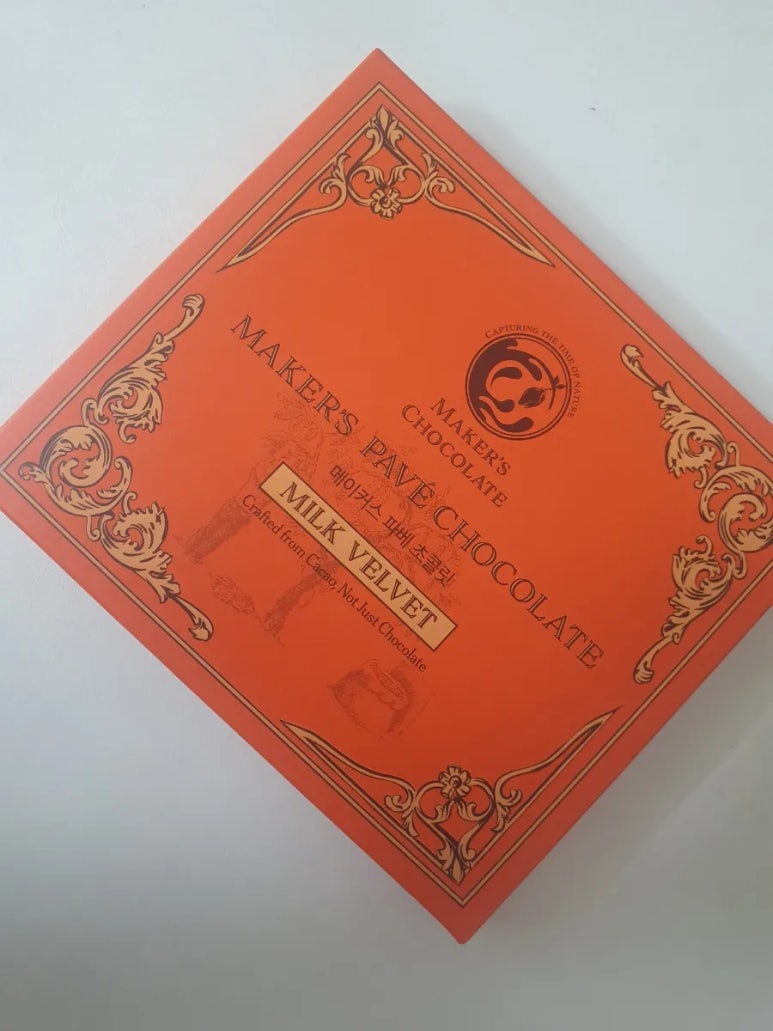 CAPTURING THE TIME OF NATURE
MAKER'S
CHOCOLATE
MAKER'S PAVÉ CHOCOLATE
메이커스 파베 초콜릿
MILK VELVET
Crafted from Cacao, Not Just Chocolate